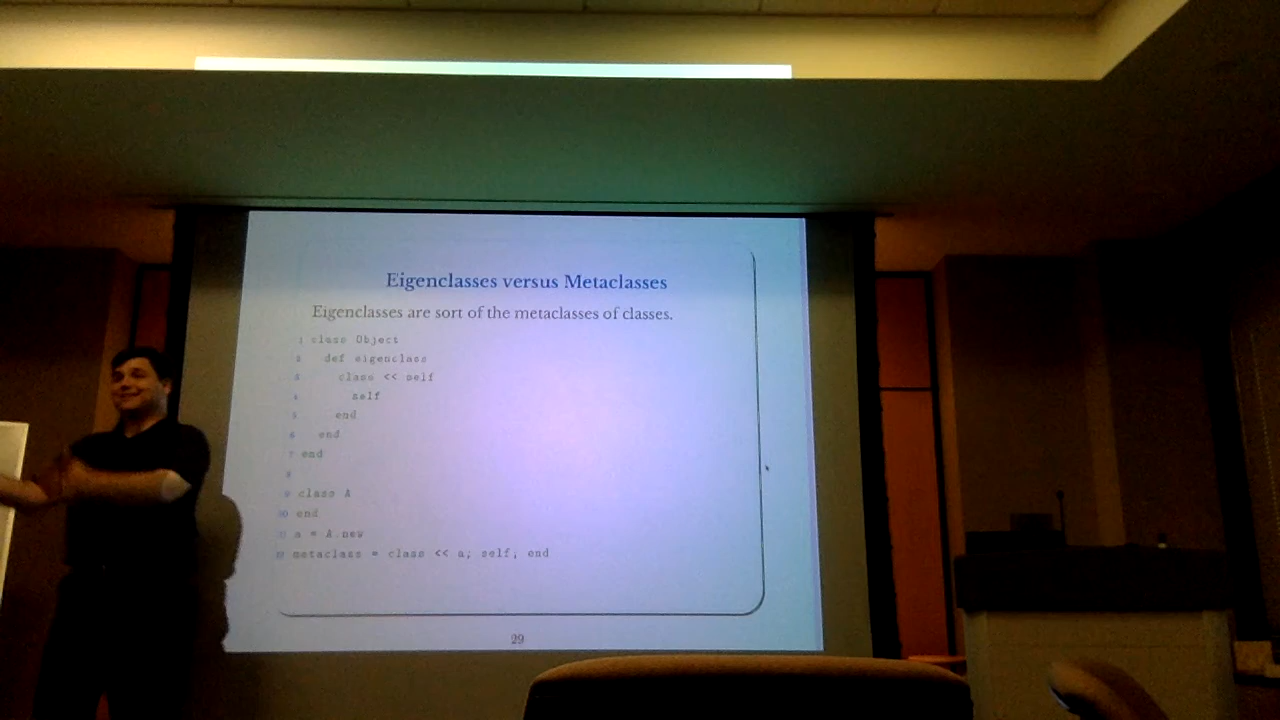 Eigenclasses versus Metaclasses
Eigenclasses are sort of the metaclasses of classes.
1 class Object
2 def eigenclass
3 class << self
4 self
5 end
6 end
7 end
8
9 class A
10 end
11 a = A.new
12 metaclass = class << a; self; end
29